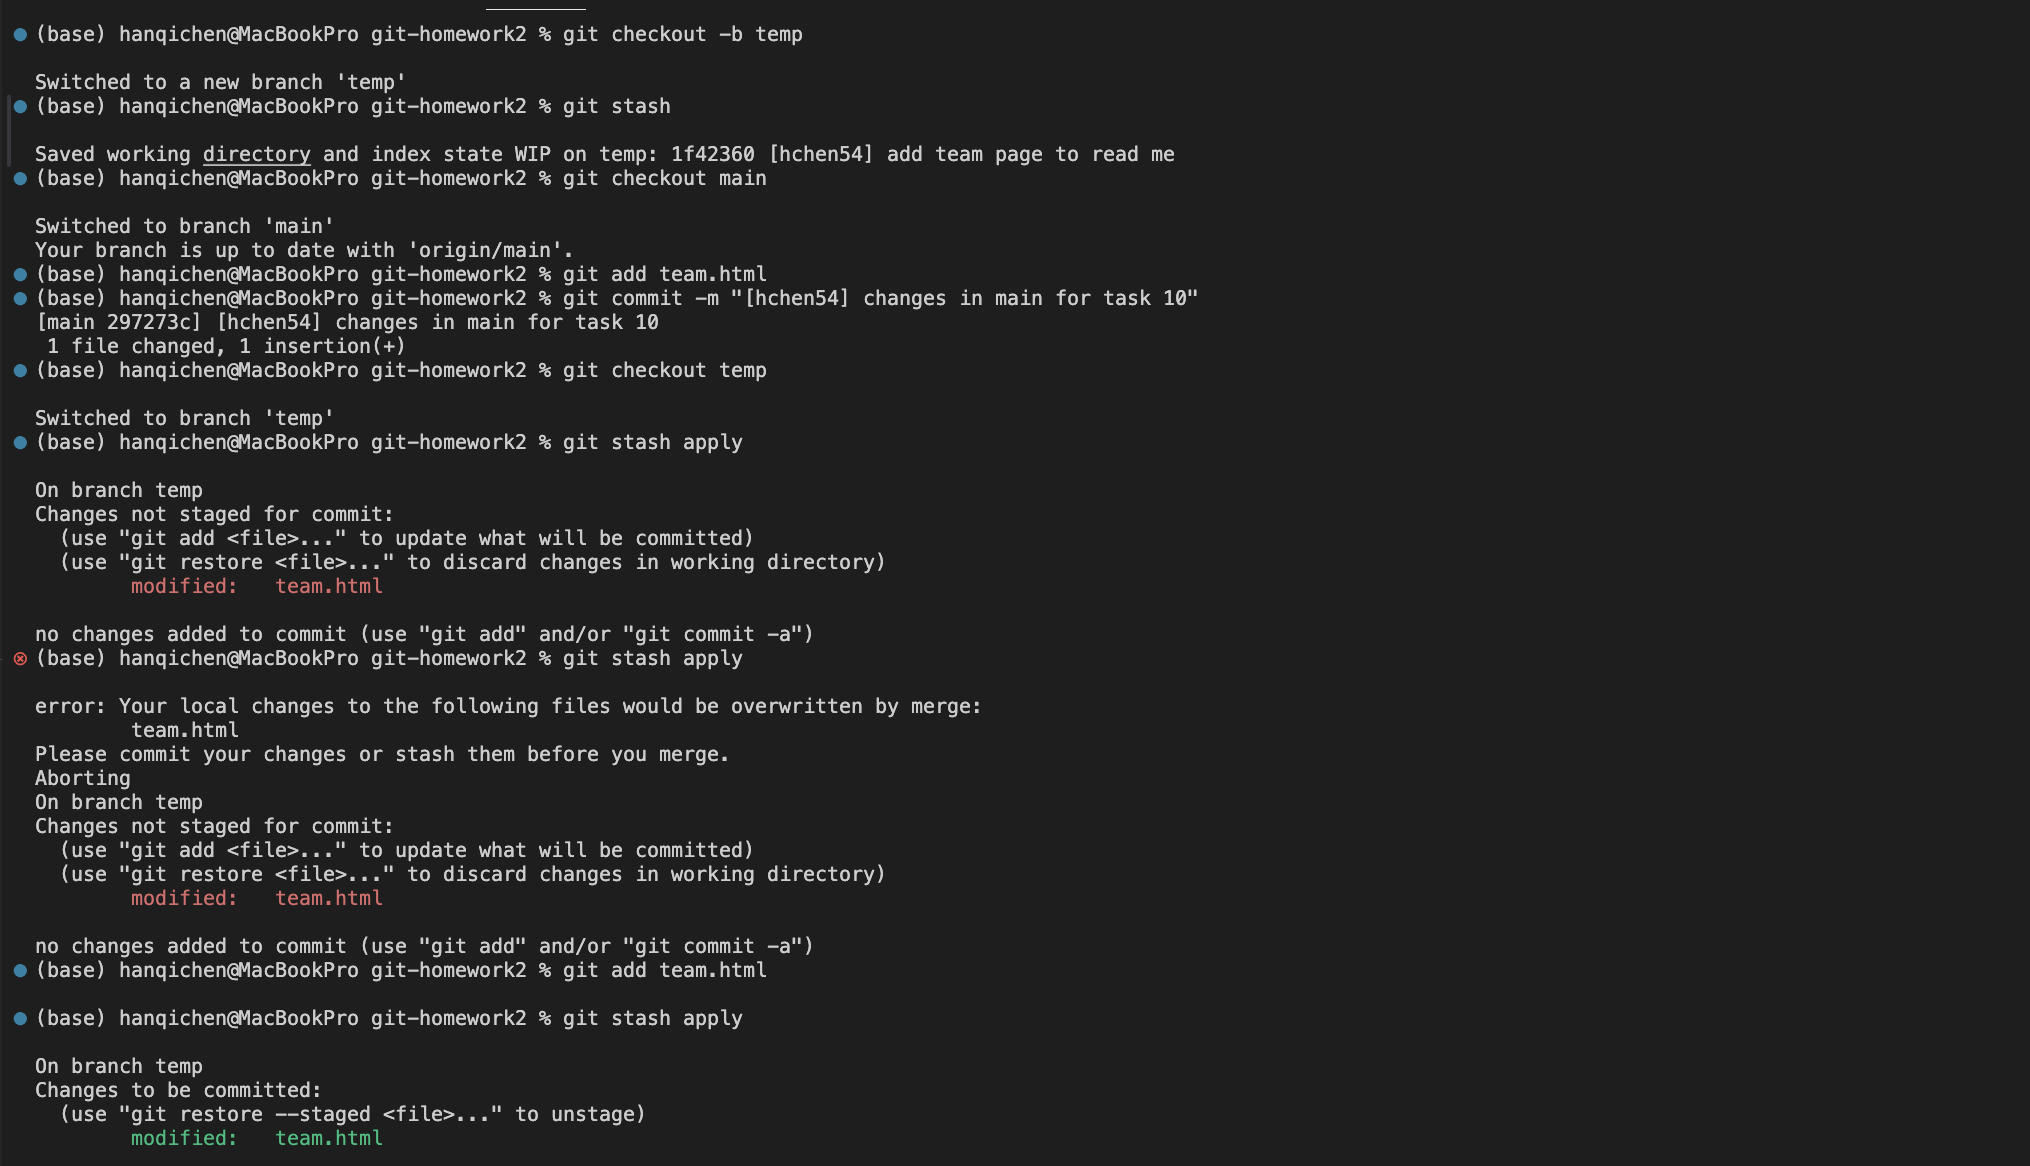 (base) hanqichen@MacBookPro git-homework2 % git checkout -b temp
Switched to a new branch 'temp'
(base) hanqichen@MacBookPro git-homework2 % git stash
Saved working directory and index state WIP on temp: 1f42360 [hchen54] add team page to read me
(base) hanqichen@MacBookPro git-homework2 % git checkout main
Switched to branch 'main'
Your branch is up to date with 'origin/main'.
(base) hanqichen@MacBookPro git-homework2 % git add team.html
(base) hanqichen@MacBookPro git-homework2 % git commit -m "[hchen54] changes in main for task 10"
[main 297273c] [hchen54] changes in main for task 10
 1 file changed, 1 insertion(+)
(base) hanqichen@MacBookPro git-homework2 % git checkout temp
Switched to branch 'temp'
(base) hanqichen@MacBookPro git-homework2 % git stash apply
On branch temp
Changes not staged for commit:
  (use "git add <file>..." to update what will be committed)
  (use "git restore <file>..." to discard changes in working directory)
        modified:   team.html
no changes added to commit (use "git add" and/or "git commit -a")
(base) hanqichen@MacBookPro git-homework2 % git stash apply
error: Your local changes to the following files would be overwritten by merge:
        team.html
Please commit your changes or stash them before you merge.
Aborting
On branch temp
Changes not staged for commit:
  (use "git add <file>..." to update what will be committed)
  (use "git restore <file>..." to discard changes in working directory)
        modified:   team.html
no changes added to commit (use "git add" and/or "git commit -a")
(base) hanqichen@MacBookPro git-homework2 % git add team.html
(base) hanqichen@MacBookPro git-homework2 % git stash apply
On branch temp
Changes to be committed:
  (use "git restore --staged <file>..." to unstage)
        modified:   team.html